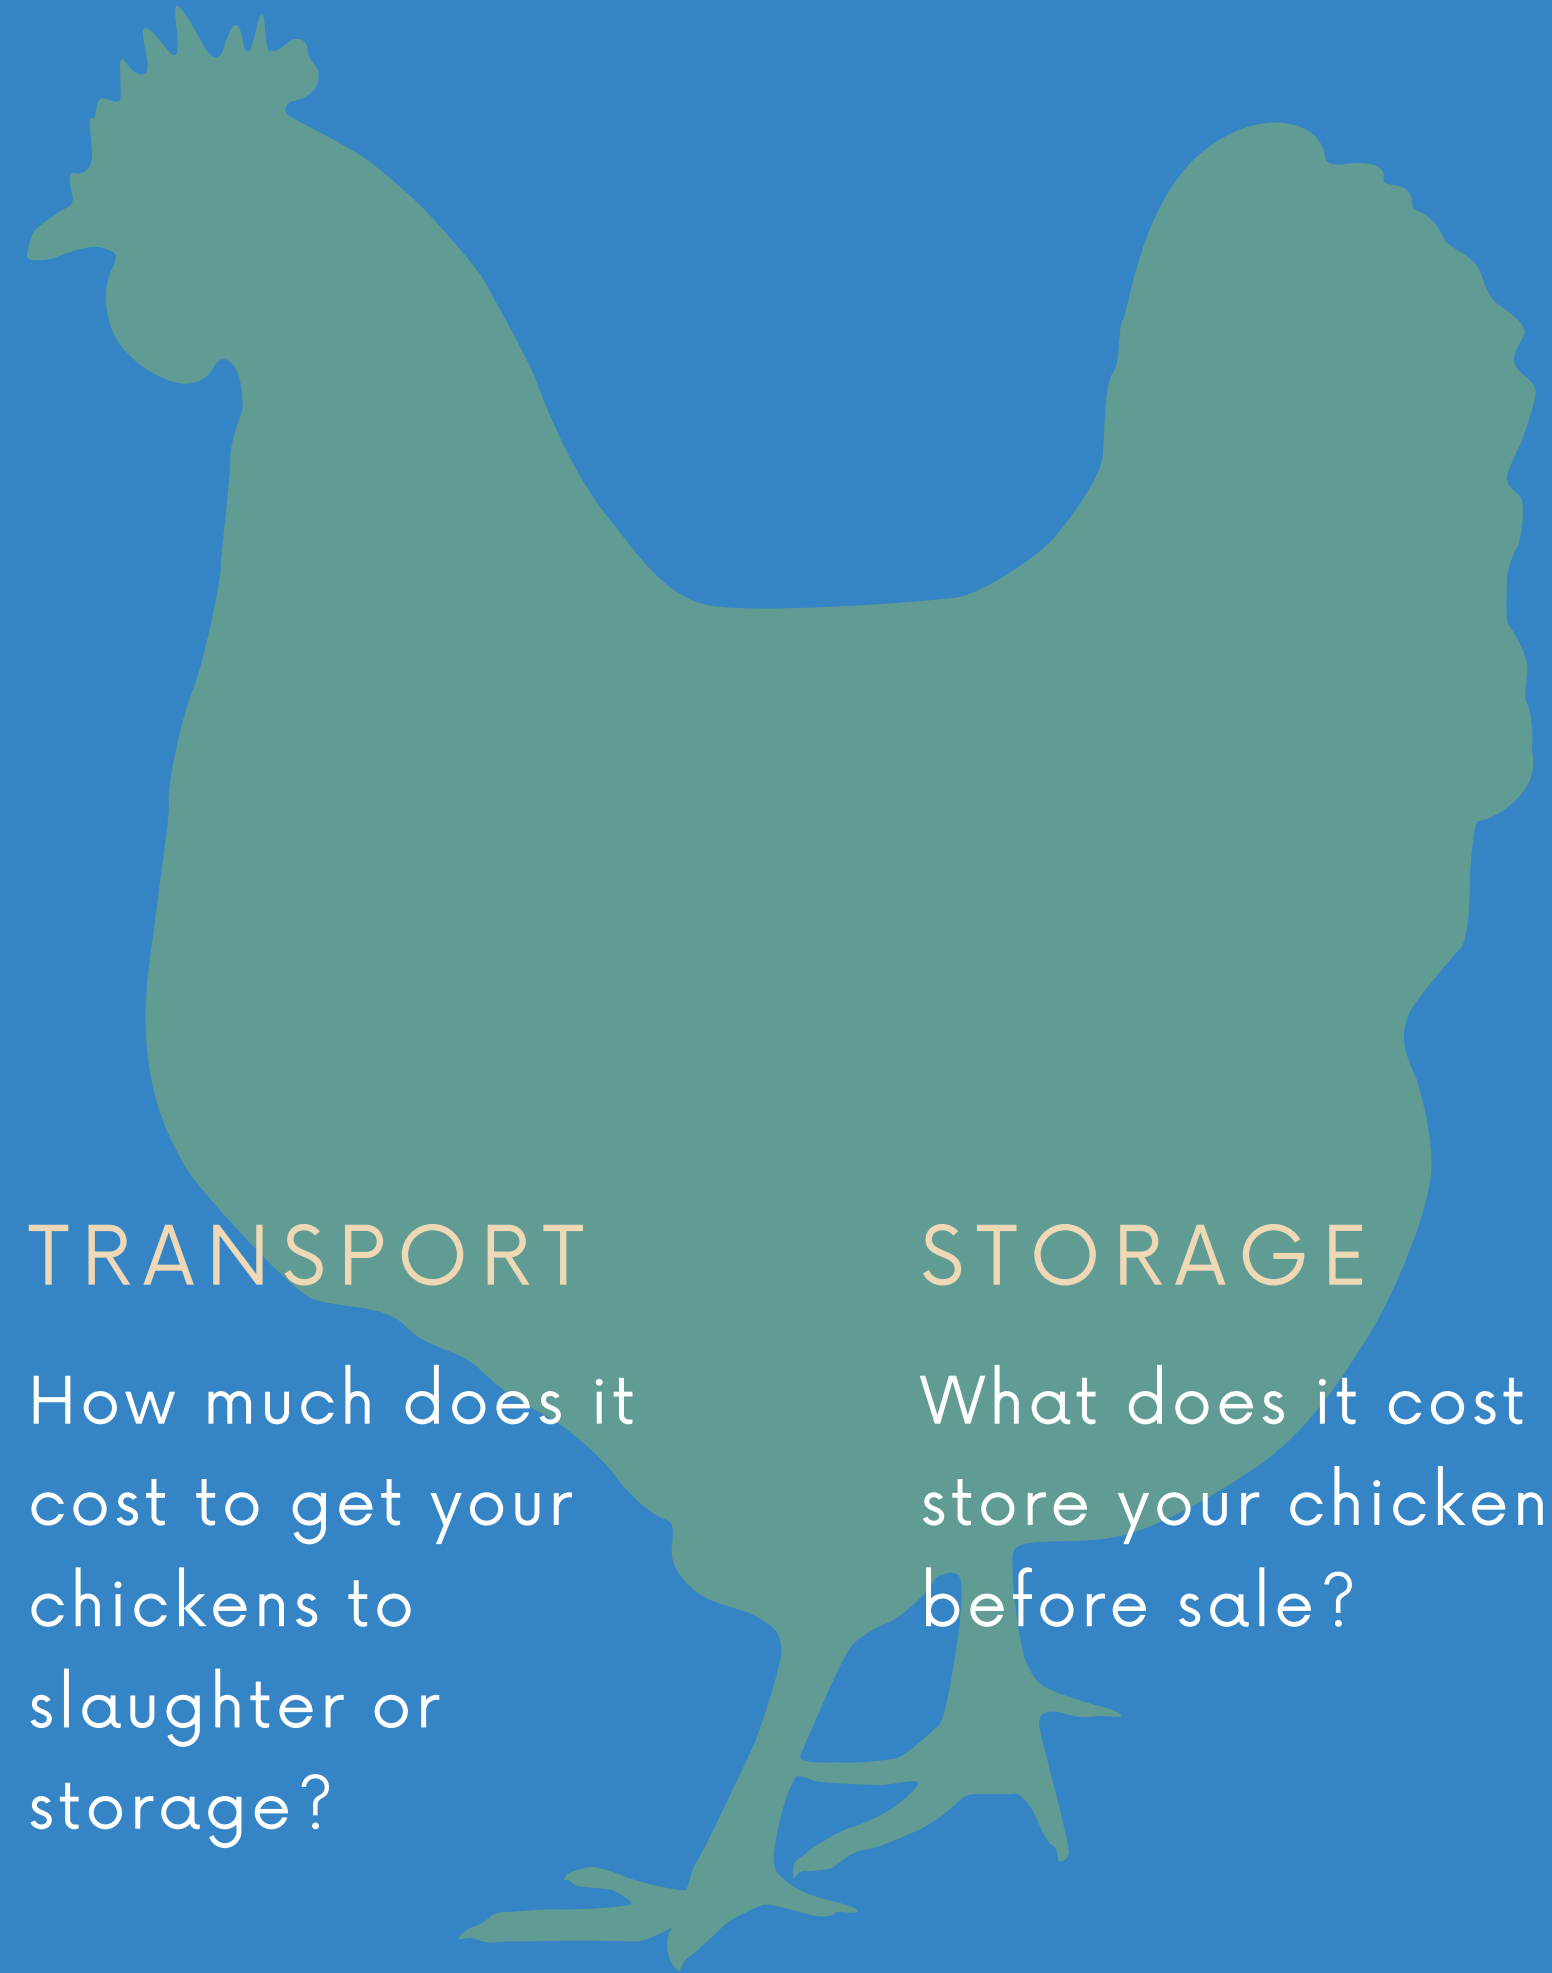 TRANSPORT
How much does it
cost to get your
chickens to
slaughter or
storage?
STORAGE
What does it cost
store your chicken
before sale?